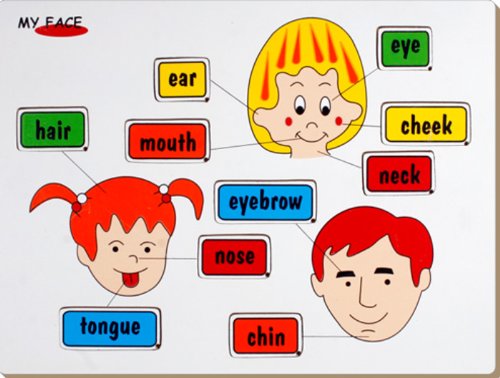 MY FACE
eye
ear
cheek
hair
mouth
neck
eyebrow
nose
tongue
chin